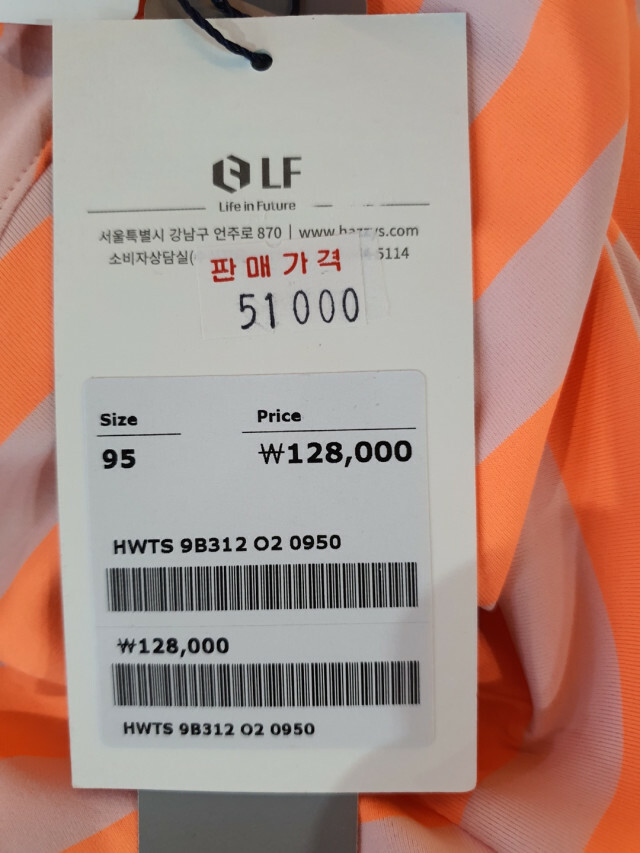 LF
Life in Future
서울특별시 강남구 언주로 870 | www.hazzys.com
소비자상담실( 5114
판매가격
51000
Size Price
95 ₩128,000
HWTS 9B312 O2 0950
₩128,000
HWTS 9B312 O2 0950